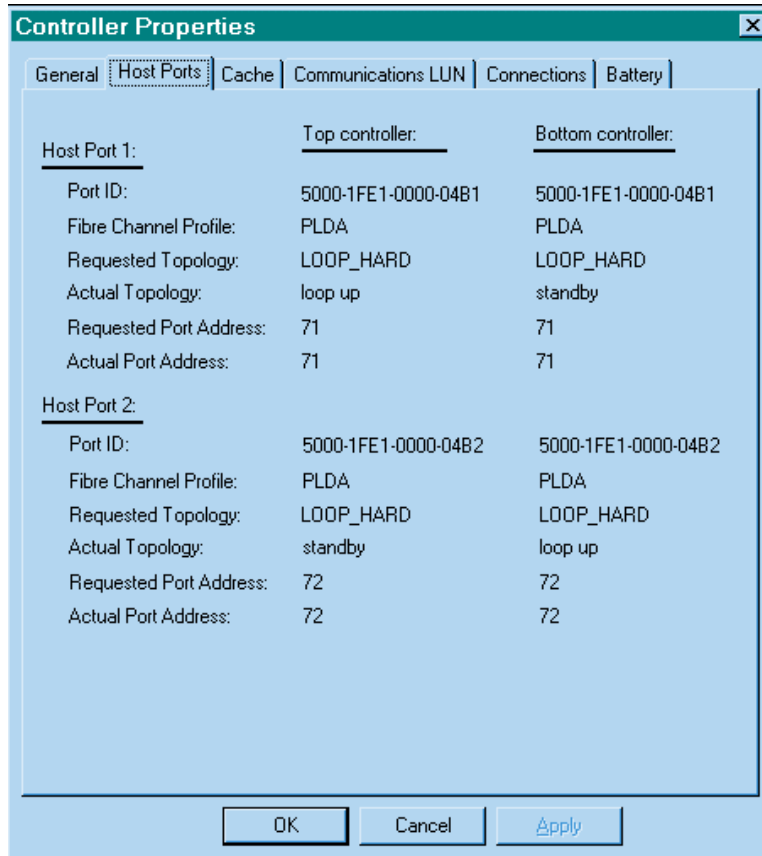 Controller Properties
General Host Ports Cache Communications LUN Connections Battery
Top controller: Bottom controller:
Host Port 1:
Port ID: 5000-1FE1-0000-04B1 5000-1FE1-0000-04B1
Fibre Channel Profile: PLDA PLDA
Requested Topology: LOOP_HARD LOOP_HARD
Actual Topology: loop up standby
Requested Port Address: 71 71
Actual Port Address: 71 71
Host Port 2:
Port ID: 5000-1FE1-0000-04B2 5000-1FE1-0000-04B2
Fibre Channel Profile: PLDA PLDA
Requested Topology: LOOP_HARD LOOP_HARD
Actual Topology: standby loop up
Requested Port Address: 72 72
Actual Port Address: 72 72
OK Cancel Apply